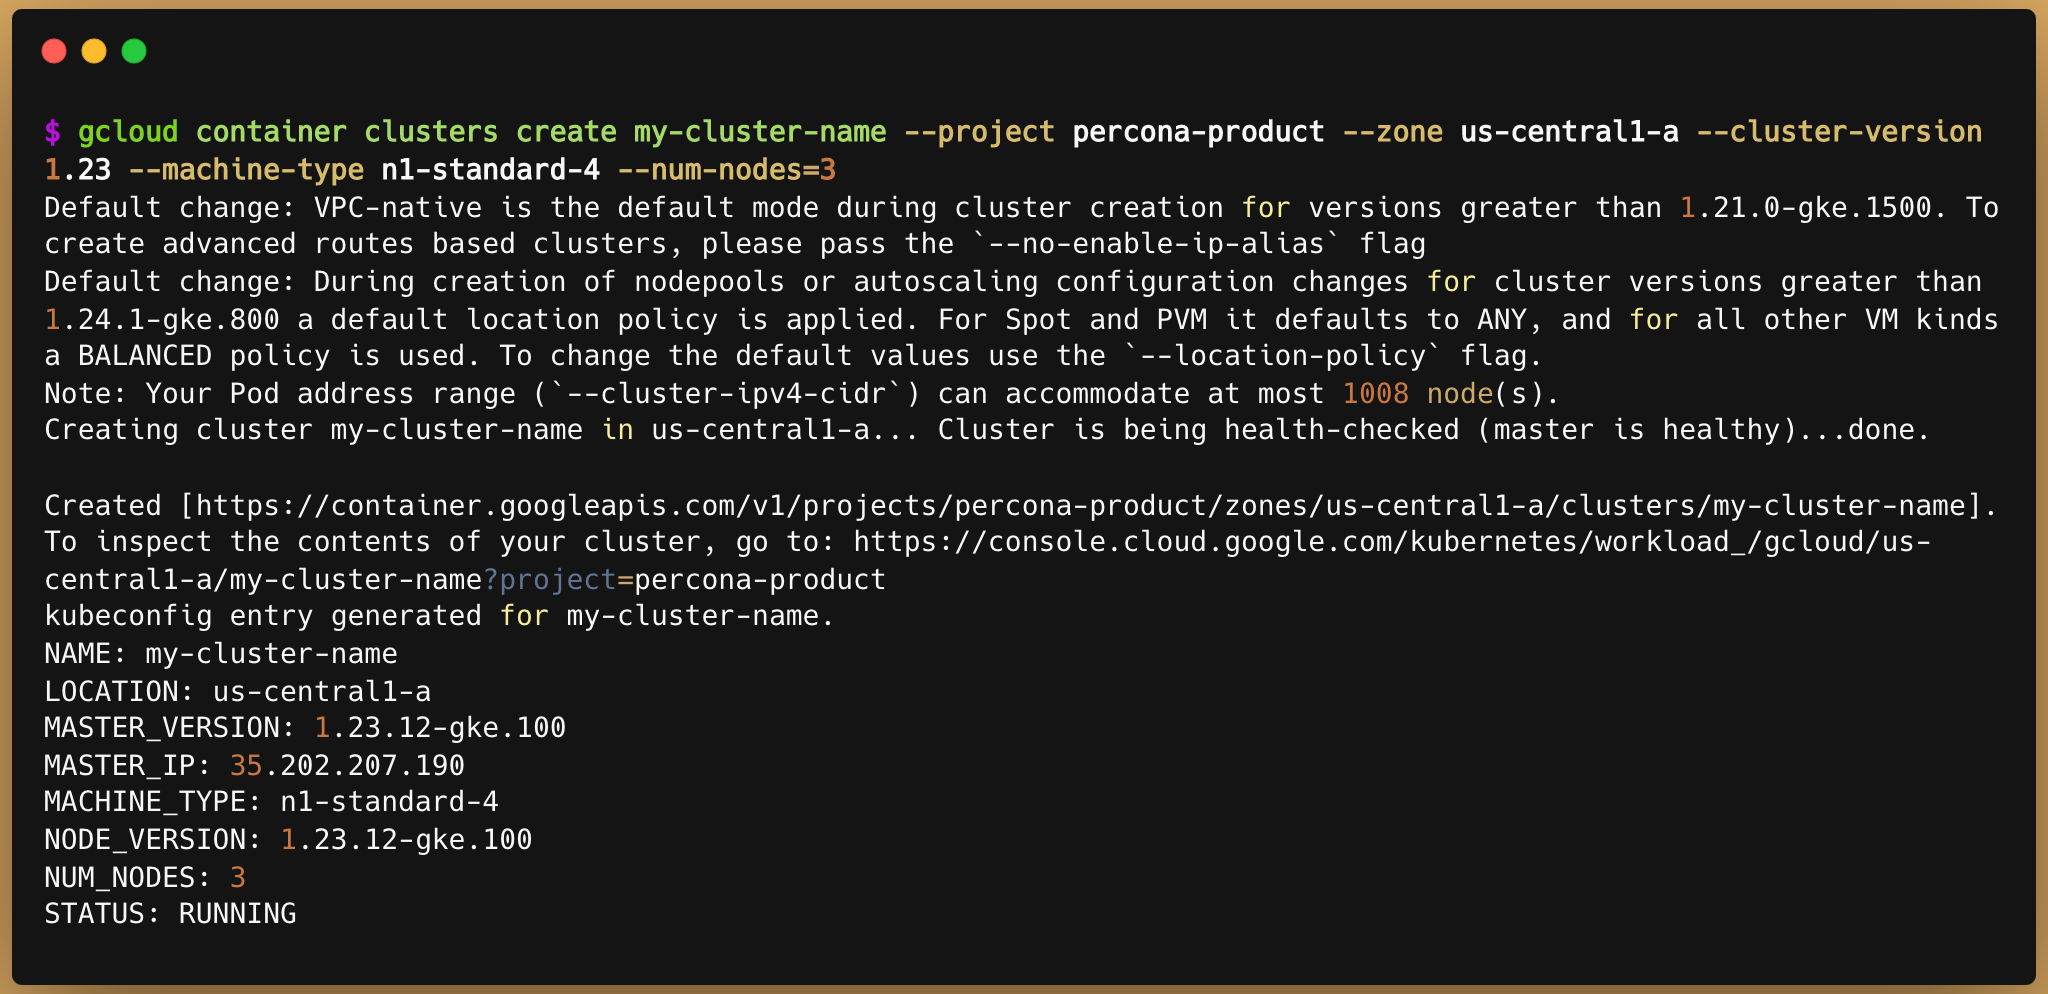 $ gcloud container clusters create my-cluster-name --project percona-product --zone us-central1-a --cluster-version
1.23 --machine-type n1-standard-4 --num-nodes=3
Default change: VPC-native is the default mode during cluster creation for versions greater than 1.21.0-gke.1500. To
create advanced routes based clusters, please pass the `--no-enable-ip-alias` flag
Default change: During creation of nodepools or autoscaling configuration changes for cluster versions greater than
1.24.1-gke.800 a default location policy is applied. For Spot and PVM it defaults to ANY, and for all other VM kinds
a BALANCED policy is used. To change the default values use the `--location-policy` flag.
Note: Your Pod address range (`--cluster-ipv4-cidr`) can accommodate at most 1008 node(s).
Creating cluster my-cluster-name in us-central1-a... Cluster is being health-checked (master is healthy)...done.
Created [https://container.googleapis.com/v1/projects/percona-product/zones/us-central1-a/clusters/my-cluster-name].
To inspect the contents of your cluster, go to: https://console.cloud.google.com/kubernetes/workload_/gcloud/us-
central1-a/my-cluster-name?project=percona-product
kubeconfig entry generated for my-cluster-name.
NAME: my-cluster-name
LOCATION: us-central1-a
MASTER_VERSION: 1.23.12-gke.100
MASTER_IP: 35.202.207.190
MACHINE_TYPE: n1-standard-4
NODE_VERSION: 1.23.12-gke.100
NUM_NODES: 3
STATUS: RUNNING